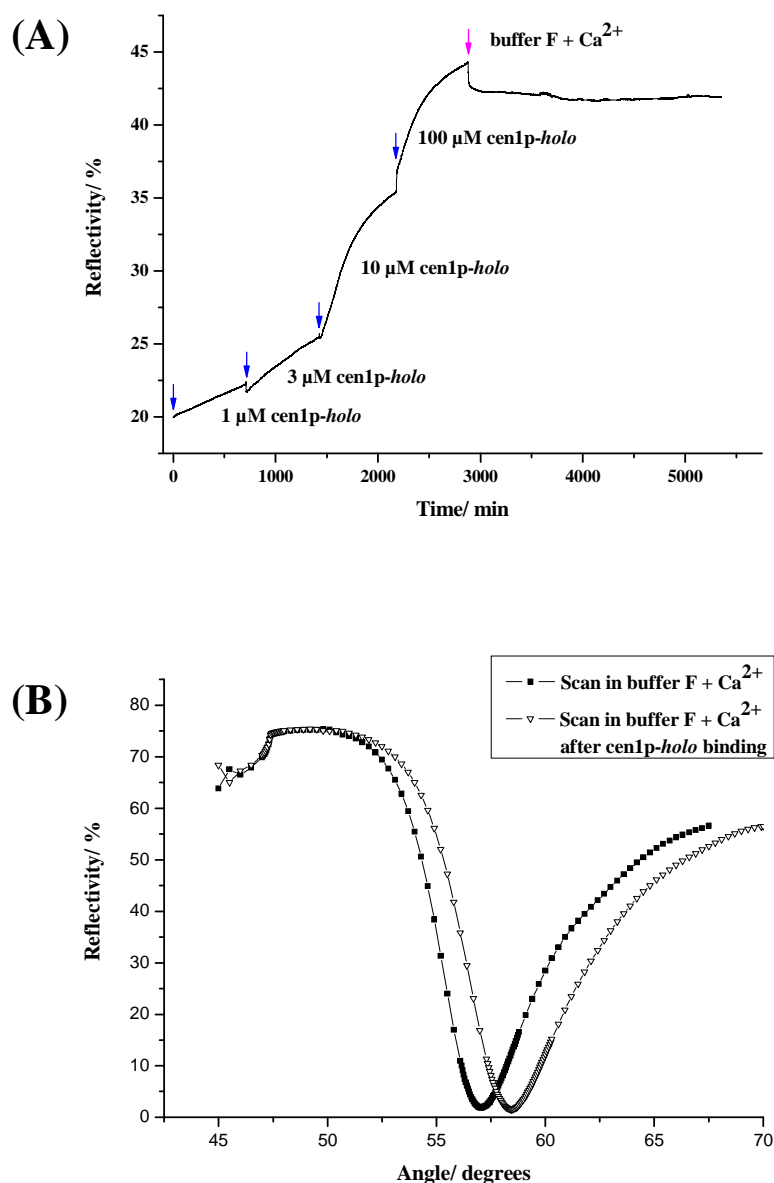 (A)
buffer F + Ca2+
100 µM cen1p-holo
10 µM cen1p-holo
3 µM cen1p-holo
1 µM cen1p-holo
Reflectivity/ %
45
40
35
30
25
20
0
1000
2000
3000
4000
5000
Time/ min
(B)
Scan in buffer F + Ca2+
Scan in buffer F + Ca2+
after cen1p-holo binding
Reflectivity/ %
80
70
60
50
40
30
20
10
0
45
50
55
60
65
70
Angle/ degrees